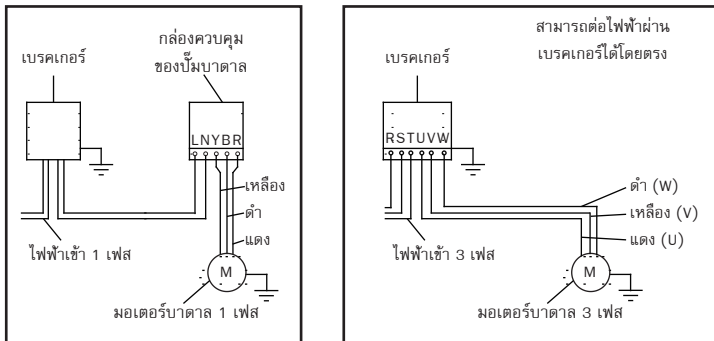 เบรคเกอร์
กล่องควบคุม
ของปั๊มบาดาล
LNYBR
เหลือง
ดำ
แดง
ไฟฟ้าเข้า 1 เฟส
M
มอเตอร์บาดาล 1 เฟส
สามารถต่อไฟฟ้าผ่าน
เบรคเกอร์ได้โดยตรง
เบรคเกอร์
RSTUVW
ดำ (W)
เหลือง (V)
แดง (U)
ไฟฟ้าเข้า 3 เฟส
M
มอเตอร์บาดาล 3 เฟส